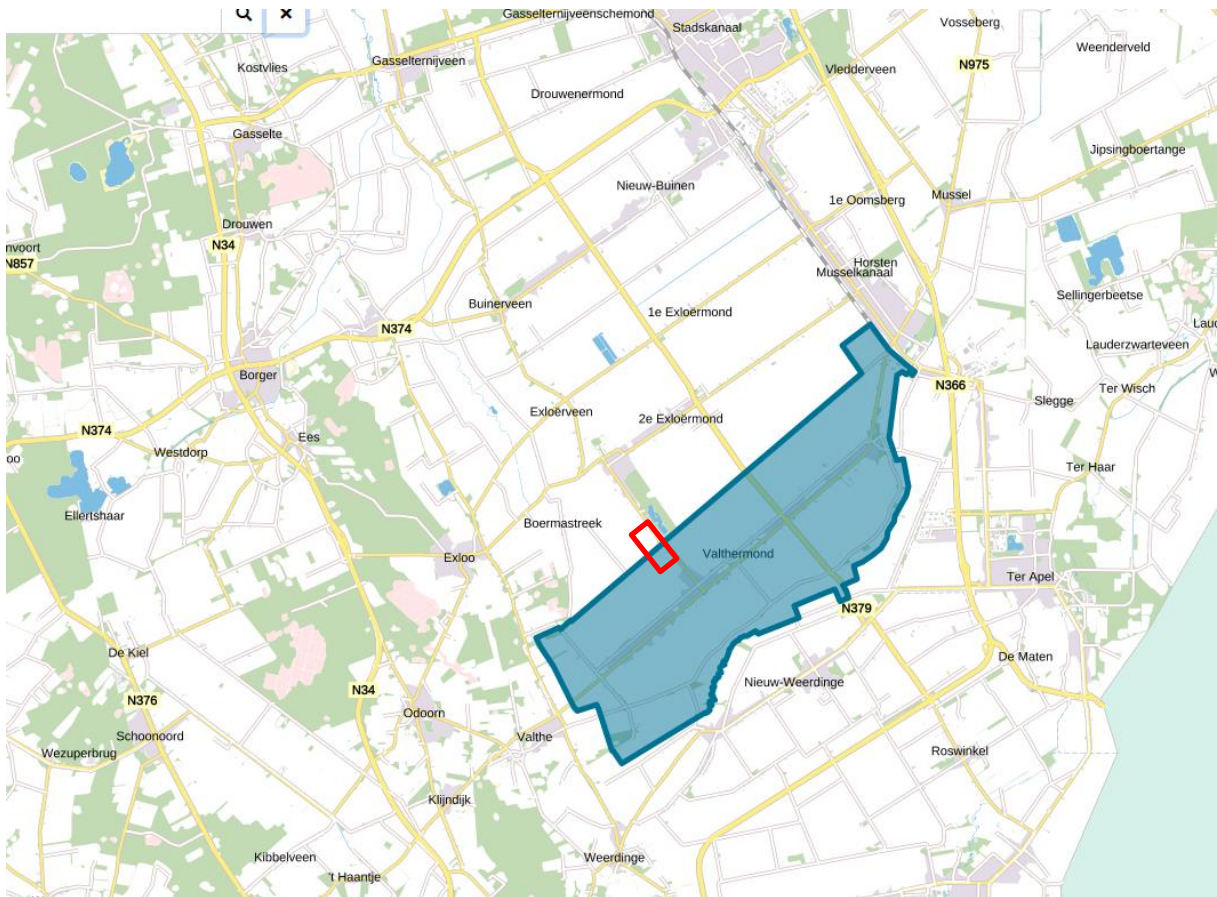 Gasselternijveenschemond
Vosseberg
Stadskanaal
Weenderveld
Kostvlies
Gasselternijveen
N975
Vledderveen
Drouwenermond
Gasselte
Jipsingboertange
Nieuw-Buinen
Mussel
1e Oomsberg
Drouwen
N34
nvoort
N857
Horsten
Musselkanaal
Sellingerbeetse
Buinerveen
1e Exloërmond
N374
Laud
Lauderzwarteveen
Borger
N366
Ter Wisch
Slegge
Exloërveen
2e Exloërmond
N374
Ees
Westdorp
oo
Ter Haar
Ellertshaar
Boermastreek
Exloo
Valthermond
Ter Apel
N379
De Kiel
De Maten
N34
Nieuw-Weerdinge
N376
Odoorn
Schoonoord
Valthe
Wezuperbrug
Roswinkel
Klijndijk
Kibbelveen
Weerdinge
't Haantje